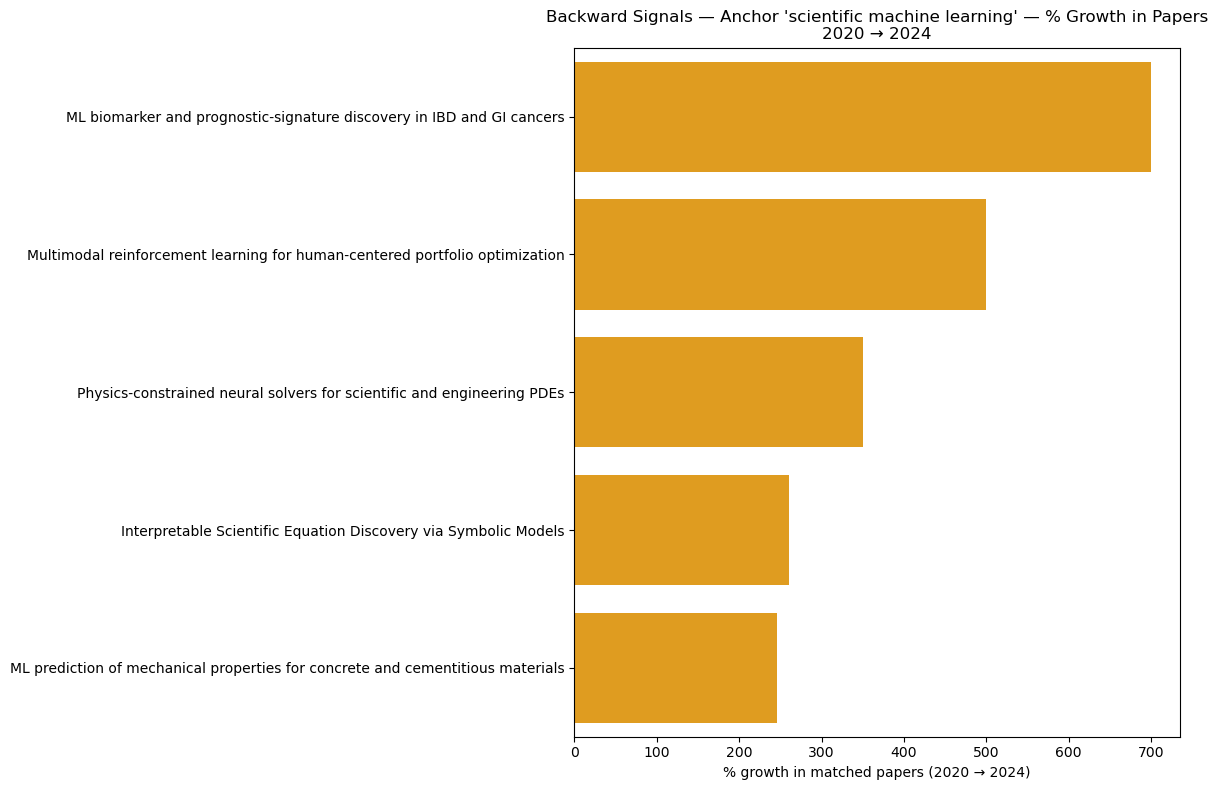 Backward Signals — Anchor 'scientific machine learning' — % Growth in Papers
2020 → 2024
ML biomarker and prognostic-signature discovery in IBD and GI cancers
Multimodal reinforcement learning for human-centered portfolio optimization
Physics-constrained neural solvers for scientific and engineering PDEs
Interpretable Scientific Equation Discovery via Symbolic Models
ML prediction of mechanical properties for concrete and cementitious materials
0 100 200 300 400 500 600 700
% growth in matched papers (2020 → 2024)